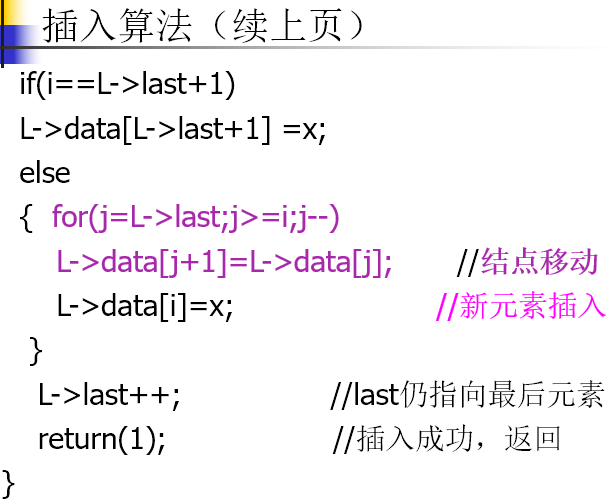 插入算法（续上页）
if(i==L->last+1)
L->data[L->last+1] =x;
else
{ for(j=L->last;j>=i;j--)
L->data[j+1]=L->data[j]; //结点移动
L->data[i]=x; //新元素插入
}
L->last++; //last仍指向最后元素
return(1); //插入成功，返回
}